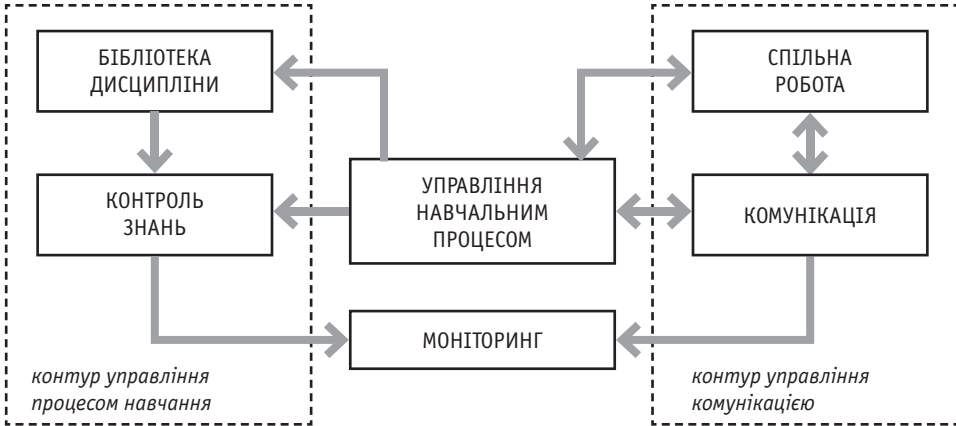 БІБЛІОТЕКА
ДИСЦИПЛІНИ
СПІЛЬНА
РОБОТА
КОНТРОЛЬ
ЗНАНЬ
УПРАВЛІННЯ
НАВЧАЛЬНИМ
ПРОЦЕСОМ
КОМУНІКАЦІЯ
МОНІТОРИНГ
контур управління
процесом навчання
контур управління
комунікацією